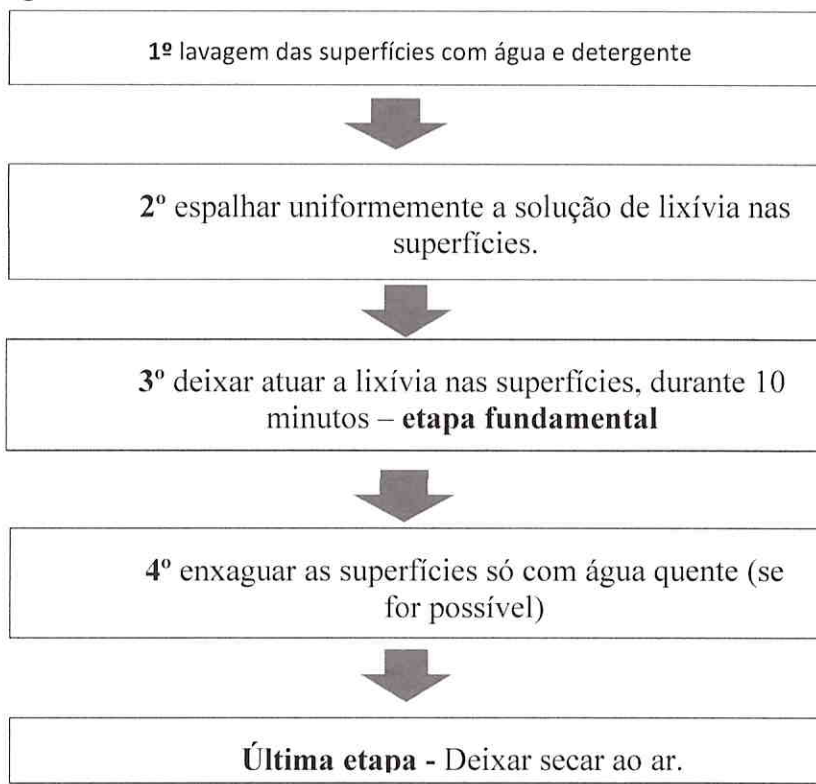 1º lavagem das superfícies com água e detergente
2º espalhar uniformemente a solução de lixívia nas
superfícies.
3º deixar atuar a lixívia nas superfícies, durante 10
minutos – etapa fundamental
4º enxaguar as superfícies só com água quente (se
for possível)
Última etapa - Deixar secar ao ar.